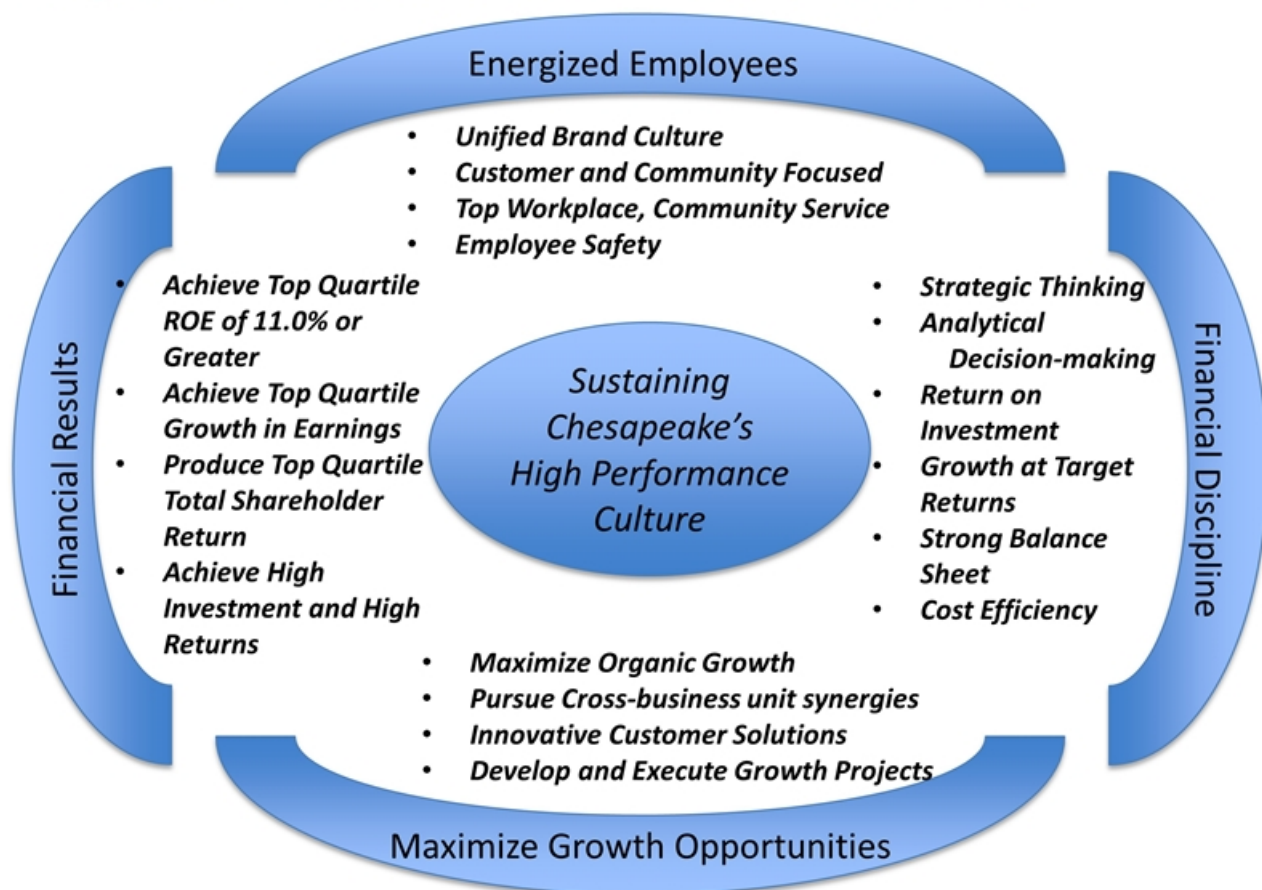 Energized Employees
• Unified Brand Culture
• Customer and Community Focused
• Top Workplace, Community Service
• Employee Safety
Financial Results
• Achieve Top Quartile
ROE of 11.0% or
Greater
• Achieve Top Quartile
Growth in Earnings
• Produce Top Quartile
Total Shareholder
Return
• Achieve High
Investment and High
Returns
Sustaining
Chesapeake’s
High Performance
Culture
• Strategic Thinking
• Analytical
Decision-making
• Return on
Investment
• Growth at Target
Returns
• Strong Balance
Sheet
• Cost Efficiency
Financial Discipline
• Maximize Organic Growth
• Pursue Cross-business unit synergies
• Innovative Customer Solutions
• Develop and Execute Growth Projects
Maximize Growth Opportunities